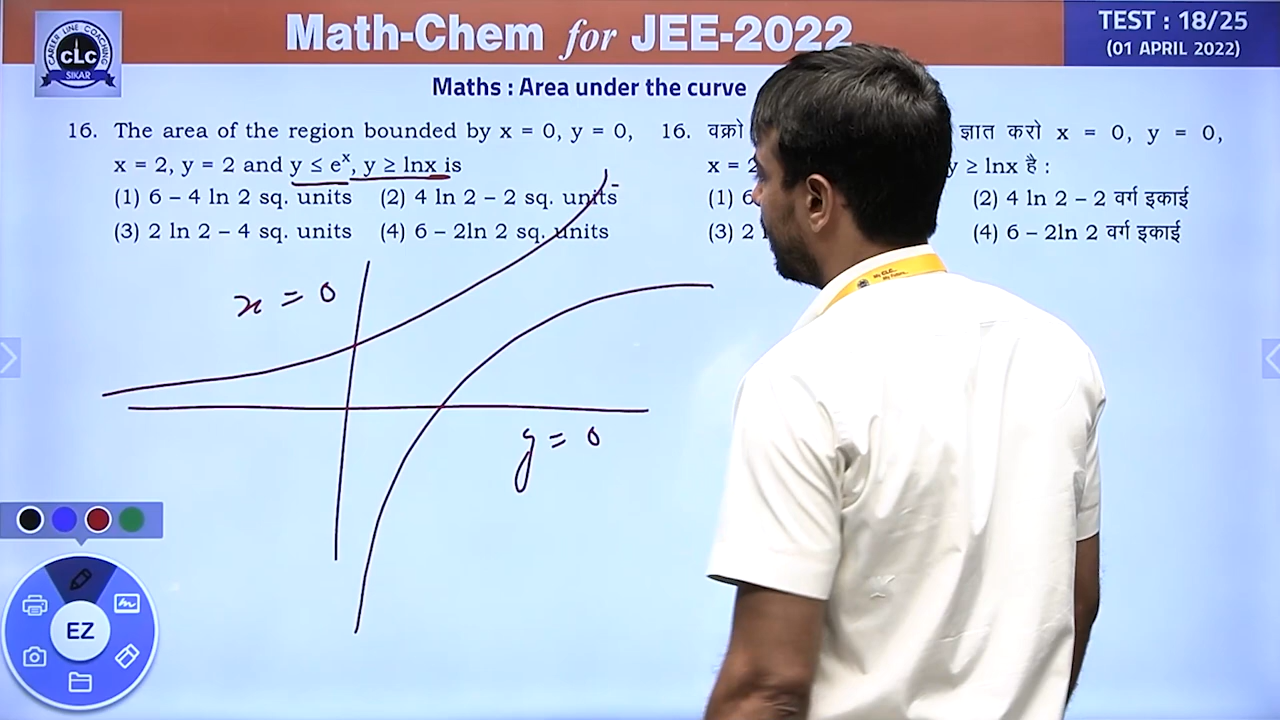 CAREER LINE COACHING
CLC
SIKAR
Math-Chem for JEE-2022
TEST : 18/25
(01 APRIL 2022)
Maths : Area under the curve
16. The area of the region bounded by x = 0, y = 0,
x = 2, y = 2 and y ≤ eˣ, y ≥ lnx is
(1) 6 – 4 ln 2 sq. units (2) 4 ln 2 – 2 sq. units
(3) 2 ln 2 – 4 sq. units (4) 6 – 2ln 2 sq. units
16. वक्रो ज्ञात करो x = 0, y = 0,
x = 2 y ≥ lnx है :
(1) 6 (2) 4 ln 2 – 2 वर्ग इकाई
(3) 2 (4) 6 – 2ln 2 वर्ग इकाई
x = 0
y = 0
My CLC..
EZ